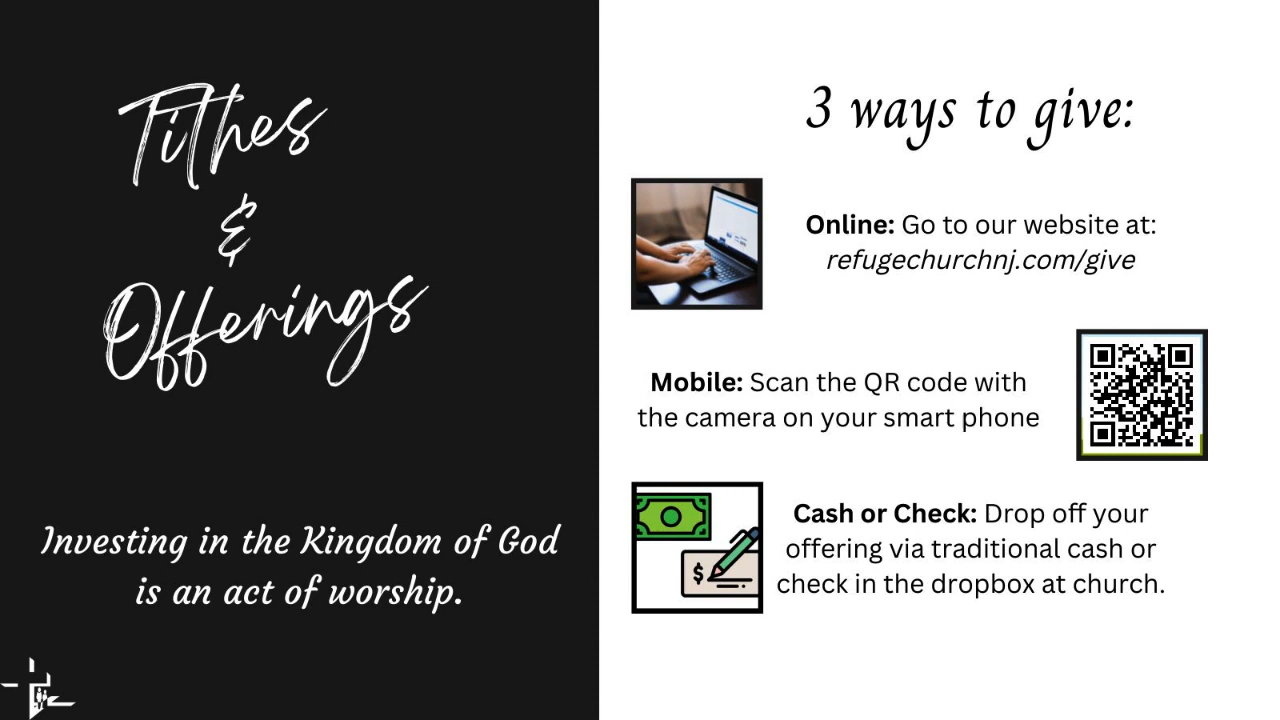 Tithes
&
Offerings
Investing in the Kingdom of God
is an act of worship.
3 ways to give:
Online: Go to our website at:
refugechurchnj.com/give
Mobile: Scan the QR code with
the camera on your smart phone
$
Cash or Check: Drop off your
offering via traditional cash or
check in the dropbox at church.